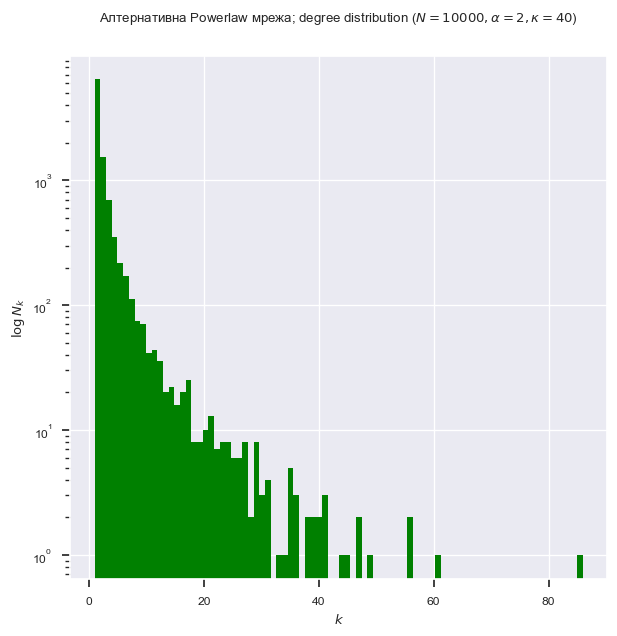 Алтернативна Powerlaw мрежа; degree distribution (N = 10000, α = 2, κ = 40)
10³
10²
10¹
10⁰
log N_k
0 20 40 60 80
k